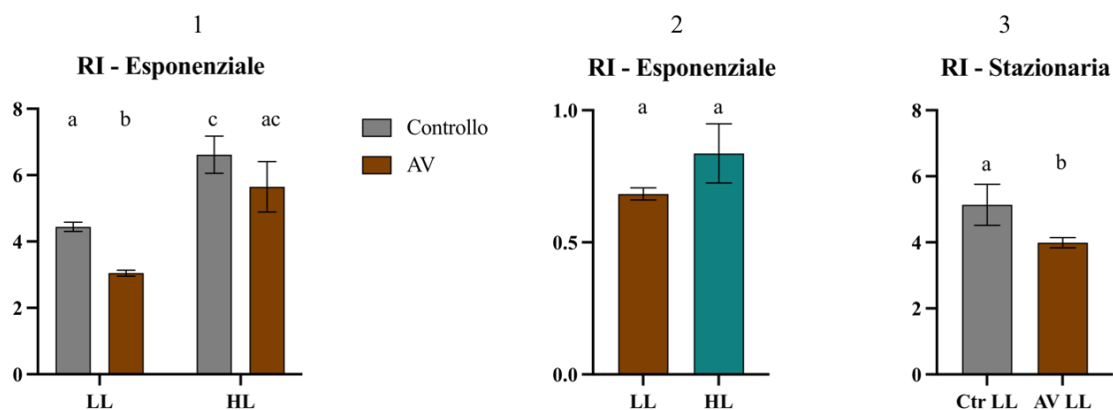 1
RI - Esponenziale
8
6
4
2
0
a
b
c
ac
LL
HL
Controllo
AV
2
RI - Esponenziale
1.0
0.5
0.0
a
a
LL
HL
3
RI - Stazionaria
8
6
4
2
0
a
b
Ctr LL
AV LL